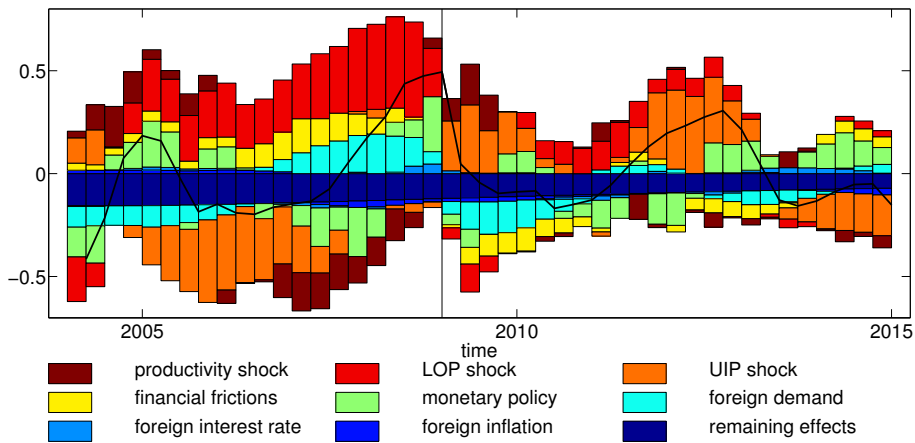 0.5
0
−0.5
2005
2010
2015
time
productivity shock
LOP shock
UIP shock
financial frictions
monetary policy
foreign demand
foreign interest rate
foreign inflation
remaining effects